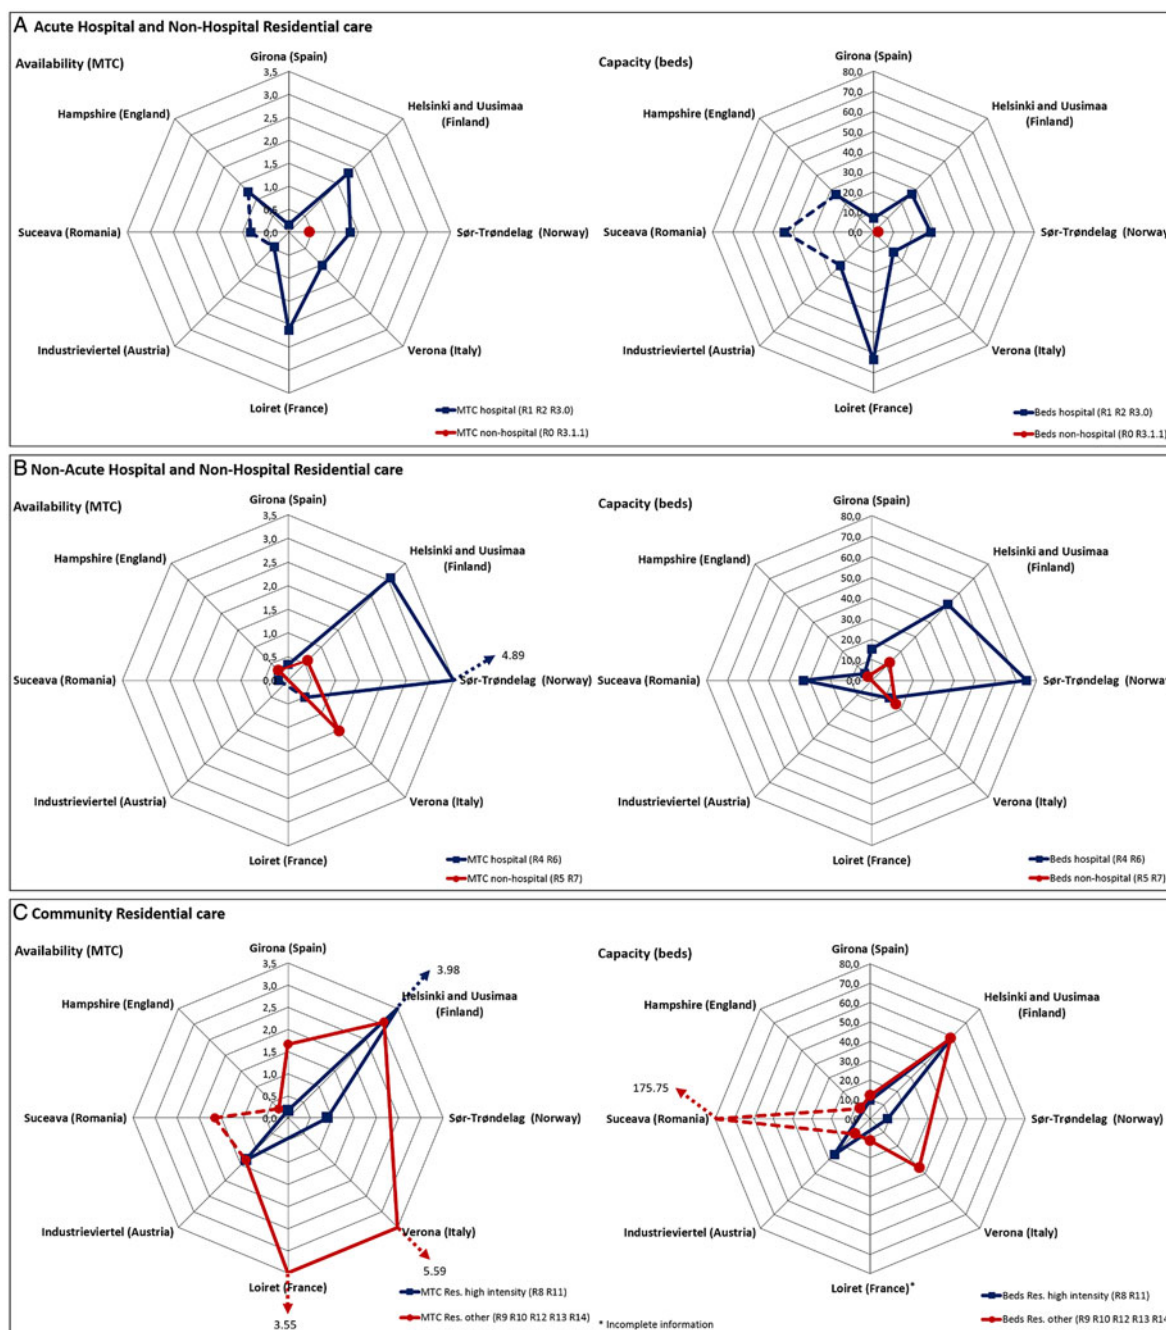 A Acute Hospital and Non-Hospital Residential care
Availability (MTC)
Girona (Spain)
3,5
3,0
2,5
2,0
1,5
1,0
0,5
0,0
Helsinki and Uusimaa
(Finland)
Sør-Trøndelag (Norway)
Verona (Italy)
Loiret (France)
Industrieviertel (Austria)
Suceava (Romania)
Hampshire (England)
MTC hospital (R1 R2 R3.0)
MTC non-hospital (R0 R3.1.1)
Capacity (beds)
Girona (Spain)
80,0
70,0
60,0
50,0
40,0
30,0
20,0
10,0
0,0
Helsinki and Uusimaa
(Finland)
Sør-Trøndelag (Norway
Verona (Italy)
Loiret (France)
Industrieviertel (Austria)
Suceava (Romania)
Hampshire (England)
Beds hospital (R1 R2 R3.0)
Beds non-hospital (R0 R3.1.1)
B Non-Acute Hospital and Non-Hospital Residential care
Availability (MTC)
Girona (Spain)
3,5
3,0
2,5
2,0
1,5
1,0
0,5
0,0
Helsinki and Uusimaa
(Finland)
4.89
Sør-Trøndelag (Norway)
Verona (Italy)
Loiret (France)
Industrieviertel (Austria)
Suceava (Romania)
Hampshire (England)
MTC hospital (R4 R6)
MTC non-hospital (R5 R7)
Capacity (beds)
Girona (Spain)
80,0
70,0
60,0
50,0
40,0
30,0
20,0
10,0
0,0
Helsinki and Uusimaa
(Finland)
Sør-Trøndelag (Norway
Verona (Italy)
Loiret (France)
Industrieviertel (Austria)
Suceava (Romania)
Hampshire (England)
Beds hospital (R4 R6)
Beds non-hospital (R5 R7)
C Community Residential care
Availability (MTC)
Girona (Spain)
3,5
3,0
2,5
2,0
1,5
1,0
0,5
0,0
3.98
Helsinki and Uusimaa
(Finland)
Sør-Trøndelag (Norway)
Verona (Italy)
5.59
Loiret (France)
3.55
Industrieviertel (Austria)
Suceava (Romania)
Hampshire (England)
MTC Res. high intensity (R8 R11)
MTC Res. other (R9 R10 R12 R13 R14)
Capacity (beds)
Girona (Spain)
80,0
70,0
60,0
50,0
40,0
30,0
20,0
10,0
0,0
Helsinki and Uusimaa
(Finland)
Sør-Trøndelag (Norway)
Verona (Italy)
Loiret (France)*
Industrieviertel (Austria)
Suceava (Romania)
175.75
Hampshire (England)
Beds Res. high intensity (R8 R11)
Beds Res. other (R9 R10 R12 R13 R14
* Incomplete information